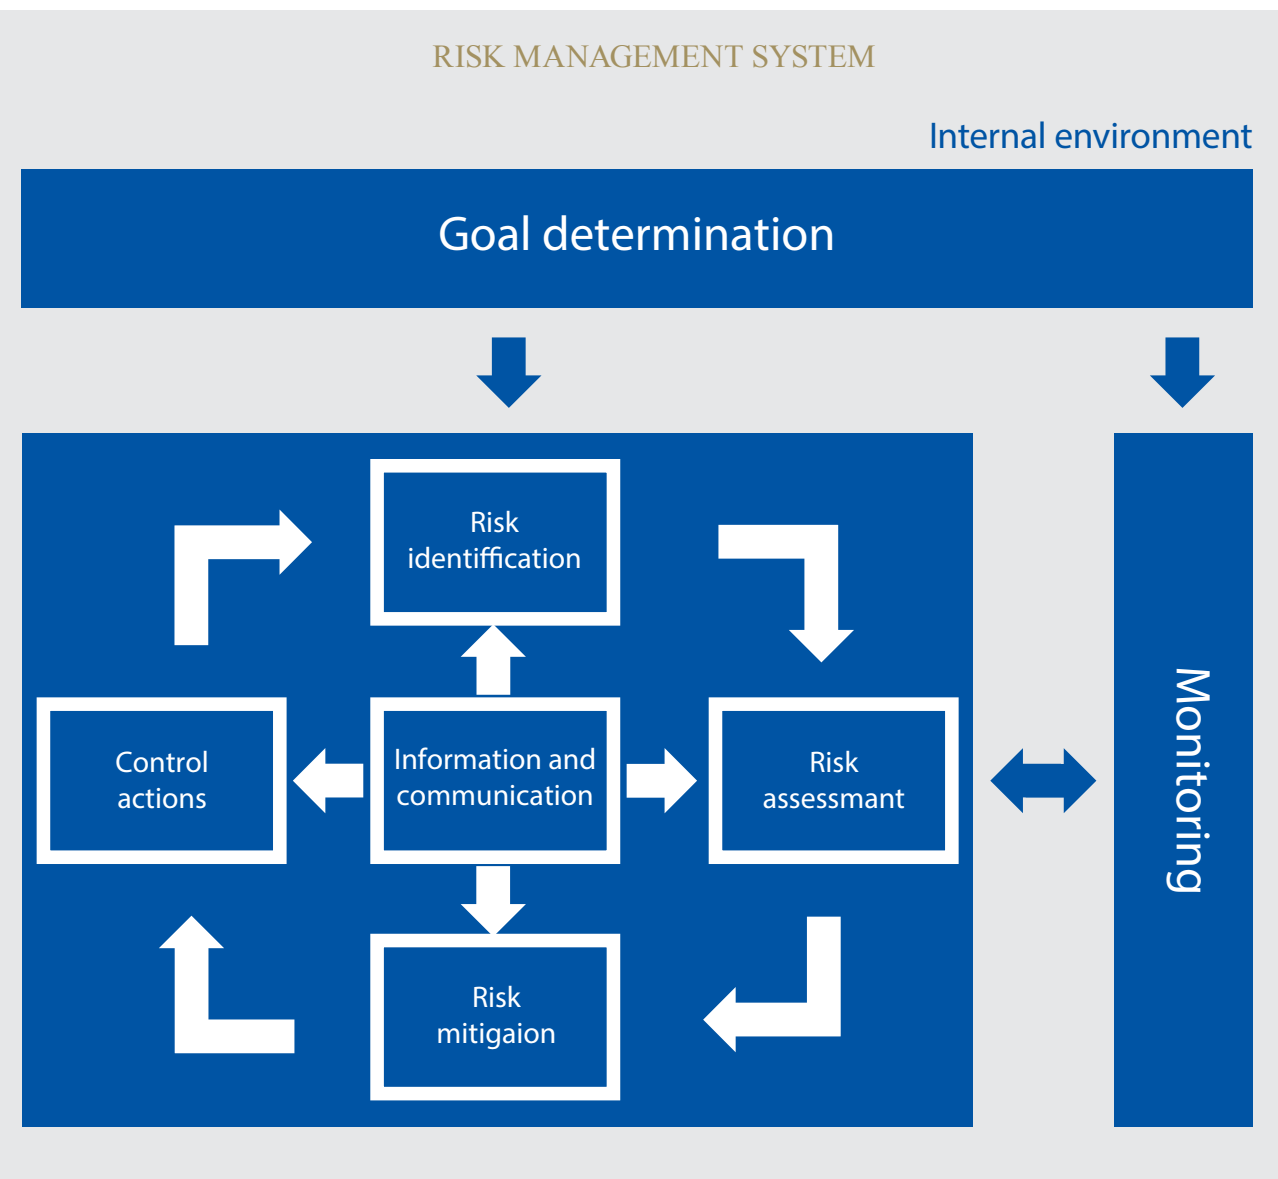 RISK MANAGEMENT SYSTEM
Internal environment
Goal determination
Risk
identiffication
Control
actions
Information and
communication
Risk
assessmant
Monitoring
Risk
mitigaion